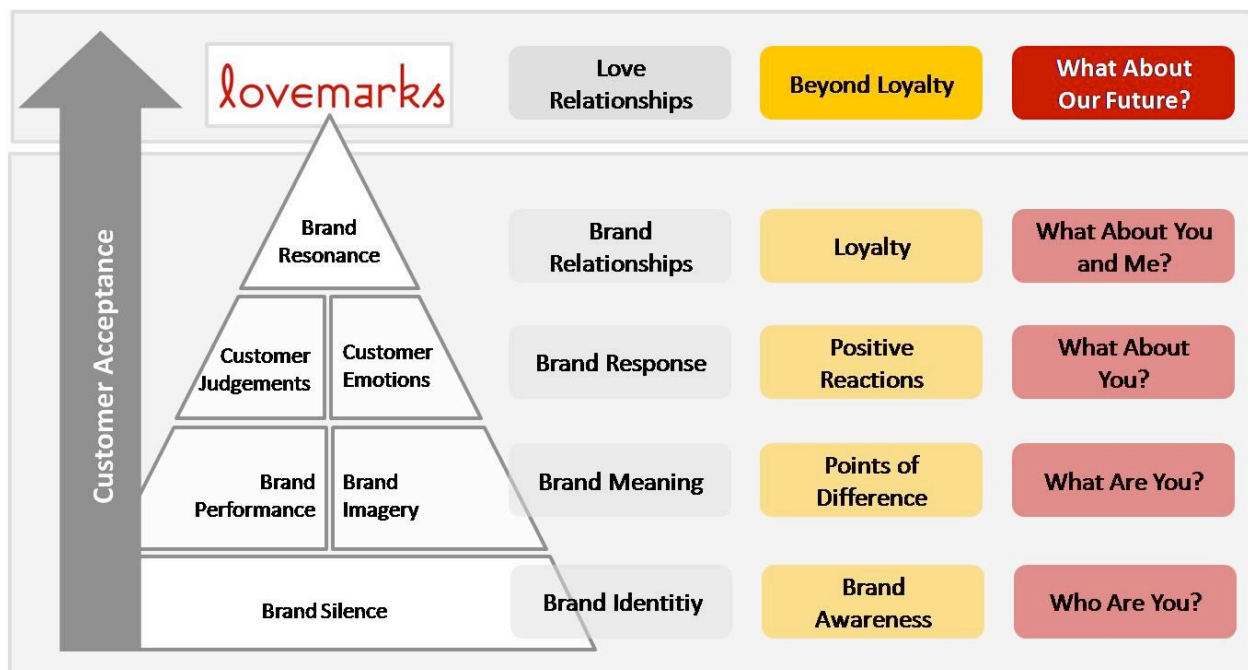 lovemarks
Love
Relationships
Beyond Loyalty
What About
Our Future?
Customer Acceptance
Brand
Resonance
Brand
Relationships
Loyalty
What About You
and Me?
Customer
Judgements
Customer
Emotions
Brand Response
Positive
Reactions
What About
You?
Brand
Performance
Brand
Imagery
Brand Meaning
Points of
Difference
What Are You?
Brand Silence
Brand Identitiy
Brand
Awareness
Who Are You?